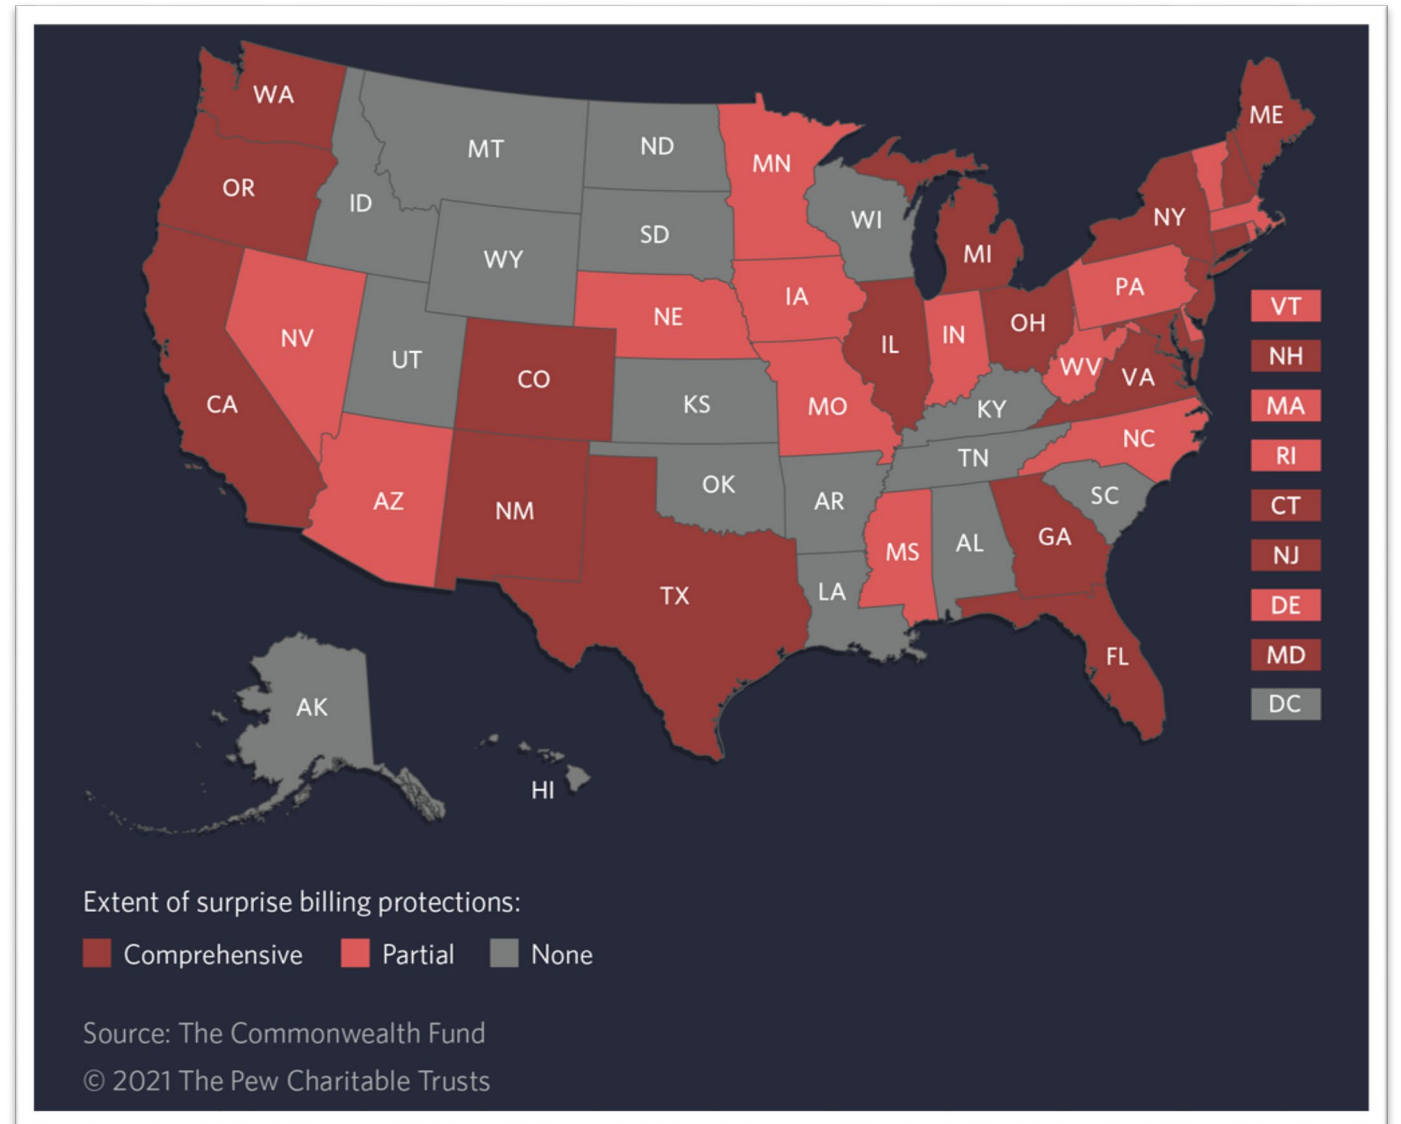 WA
ME
MT
ND
MN
OR
ID
WI
NY
SD
MI
WY
PA
IA
VT
NE
OH
NV
IN
IL
UT
NH
WV
VA
CO
CA
KS
MO
MA
KY
NC
TN
RI
OK
SC
AZ
AR
NM
CT
GA
AL
MS
NJ
LA
TX
DE
FL
MD
DC
AK
HI
Extent of surprise billing protections:
Comprehensive
Partial
None
Source: The Commonwealth Fund
© 2021 The Pew Charitable Trusts